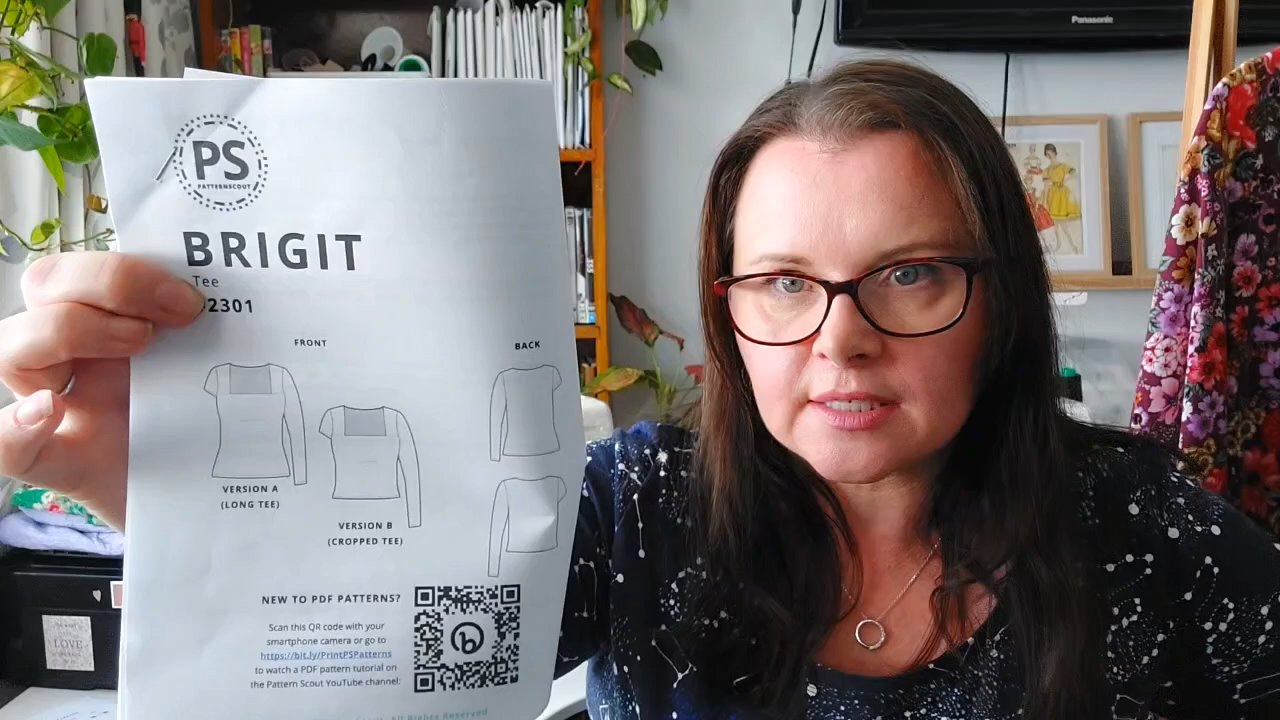 Panasonic
PS
PATTERNSCOUT
BRIGIT
Tee
2301
FRONT
BACK
VERSION A
(LONG TEE)
VERSION B
(CROPPED TEE)
NEW TO PDF PATTERNS?
Scan this QR code with your
smartphone camera or go to
https://bit.ly/PrintPSPatterns
to watch a PDF pattern tutorial on
the Pattern Scout YouTube channel:
All Rights Reserved
LOVE